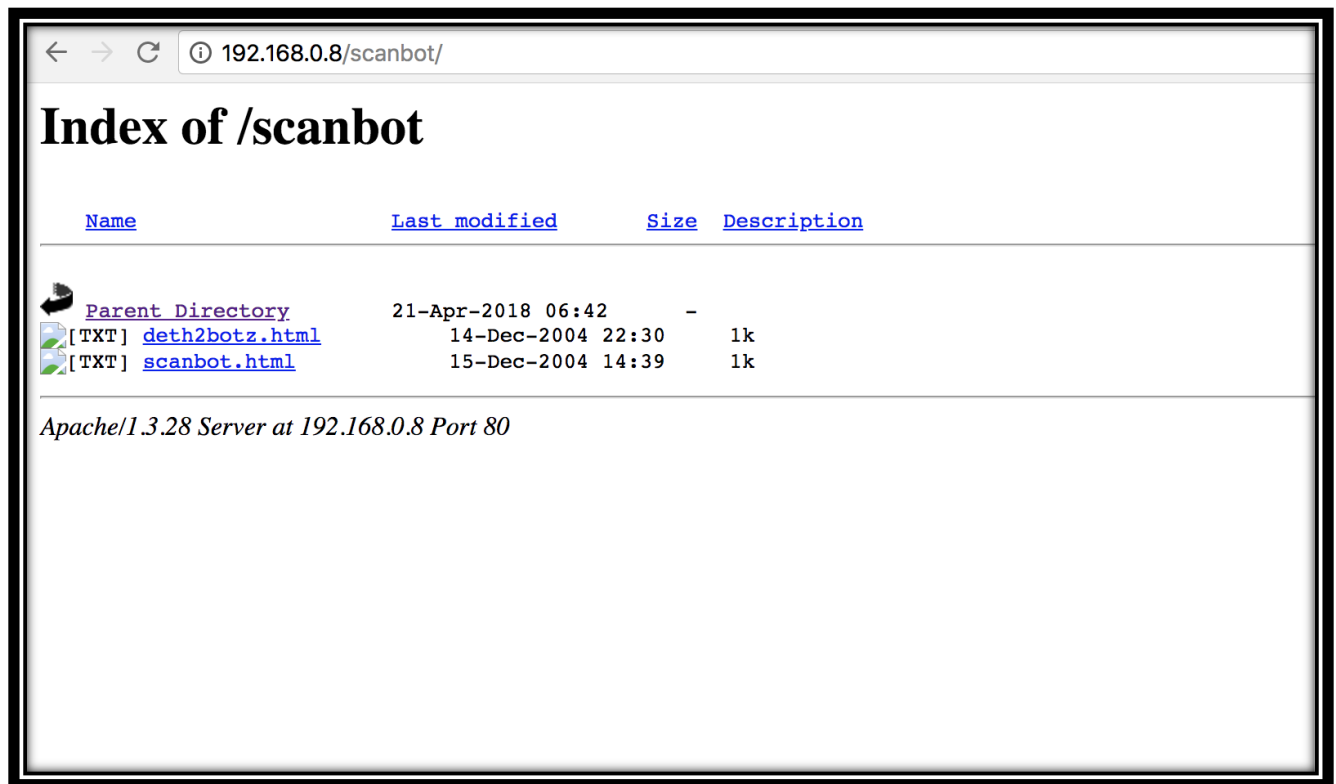 192.168.0.8/scanbot/
Index of /scanbot
Name Last modified Size Description
Parent Directory 21-Apr-2018 06:42 -
[TXT] deth2botz.html 14-Dec-2004 22:30 1k
[TXT] scanbot.html 15-Dec-2004 14:39 1k
Apache/1.3.28 Server at 192.168.0.8 Port 80